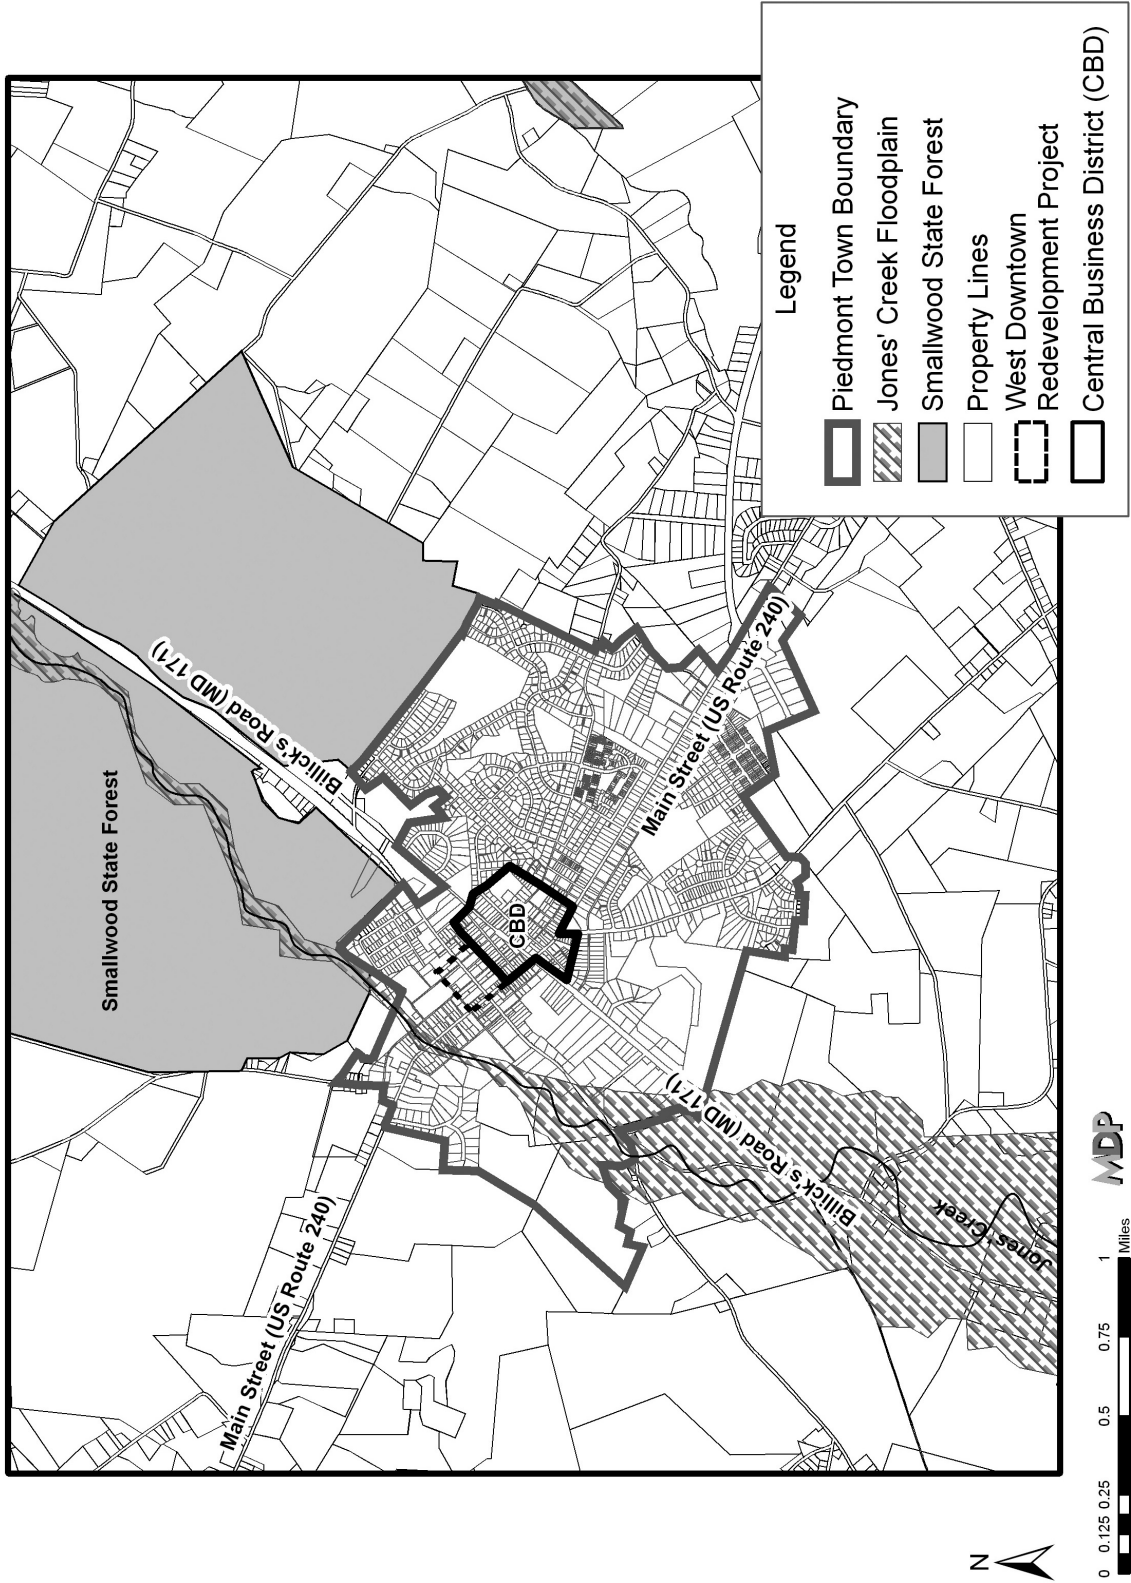 Smallwood State Forest
Billick's Road (MD 171)
Main Street (US Route 240)
CBD
Main Street (US Route 240)
Billick's Road (MD 171)
Jones' Creek
Legend
Piedmont Town Boundary
Jones' Creek Floodplain
Smallwood State Forest
Property Lines
West Downtown
Redevelopment Project
Central Business District (CBD)
N
0 0.125 0.25 0.5 0.75 1
Miles
MDP